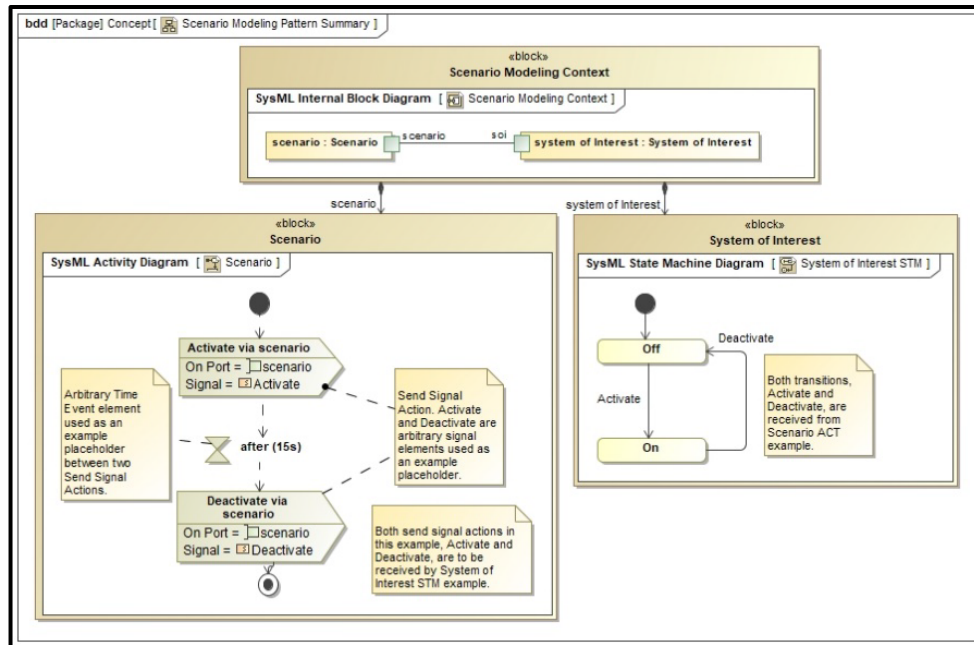 bdd [Package] Concept [ Scenario Modeling Pattern Summary ]
«block»
Scenario Modeling Context
SysML Internal Block Diagram [ Scenario Modeling Context ]
scenario : Scenario
scenario
soi
system of Interest : System of Interest
scenario
system of Interest
«block»
Scenario
SysML Activity Diagram [ Scenario ]
Activate via scenario
On Port = scenario
Signal = Activate
Arbitrary Time
Event element
used as an
example
placeholder
between two
Send Signal
Actions.
after (15s)
Send Signal
Action. Activate
and Deactivate are
arbitrary signal
elements used as
an example
placeholder.
Deactivate via
scenario
On Port = scenario
Signal = Deactivate
Both send signal actions in
this example, Activate and
Deactivate, are to be
received by System of
Interest STM example.
«block»
System of Interest
SysML State Machine Diagram [ System of Interest STM ]
Off
Deactivate
Activate
On
Both transitions,
Activate and
Deactivate, are
received from
Scenario ACT
example.